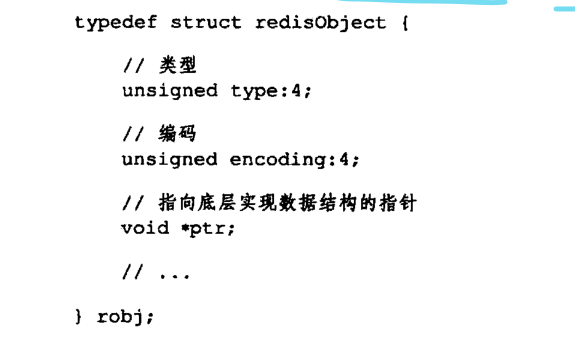 typedef struct redisObject {
// 类型
unsigned type:4;
// 编码
unsigned encoding:4;
// 指向底层实现数据结构的指针
void *ptr;
// ...
} robj;